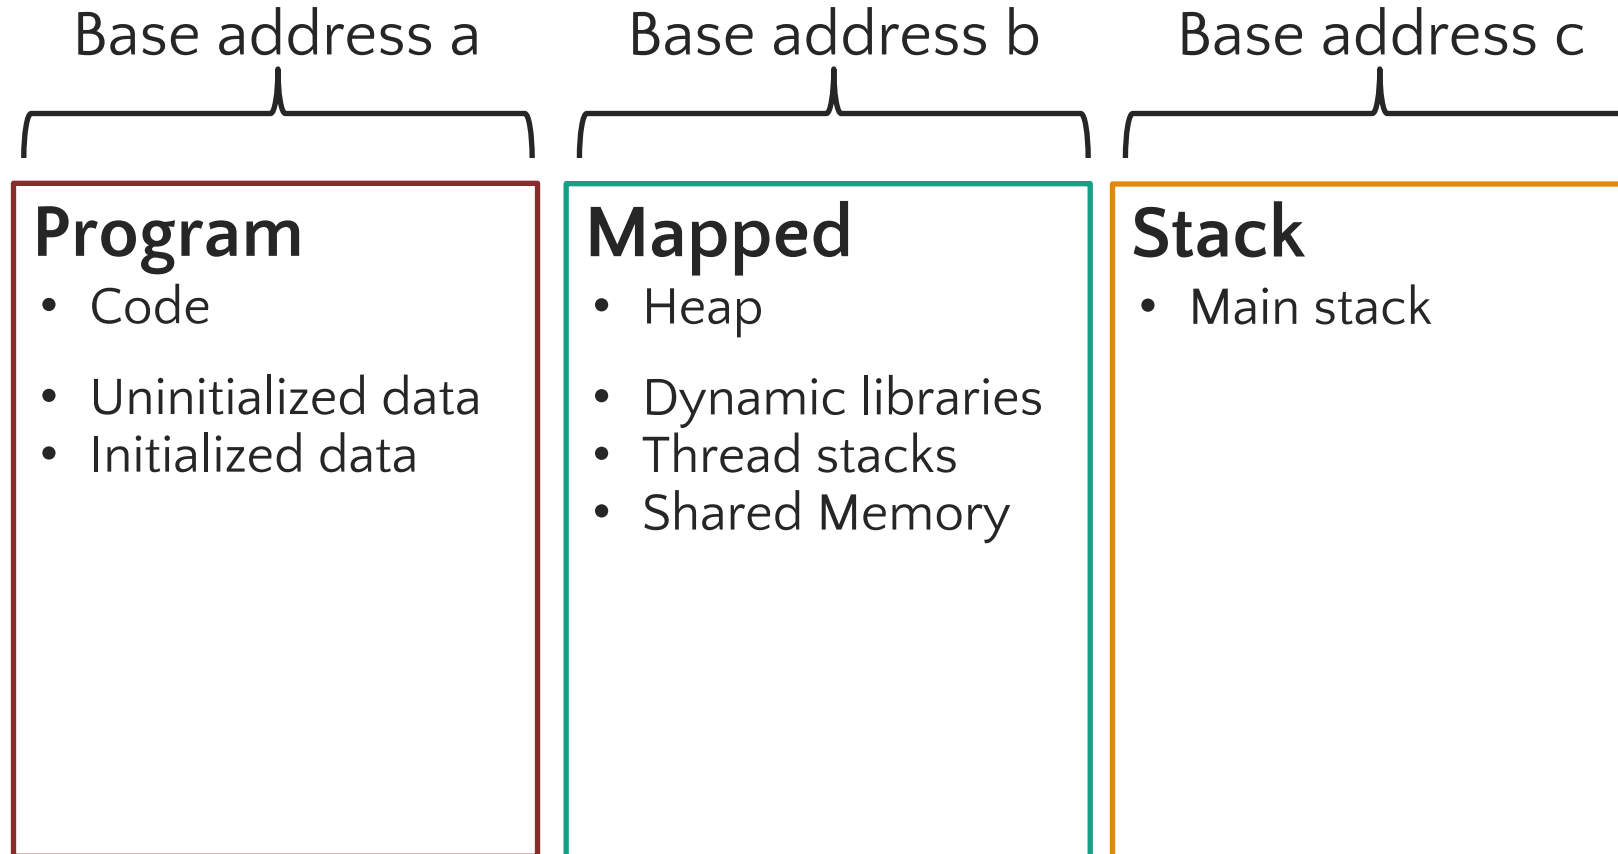 Base address a
Base address b
Base address c
Program
• Code
• Uninitialized data
• Initialized data
Mapped
• Heap
• Dynamic libraries
• Thread stacks
• Shared Memory
Stack
• Main stack